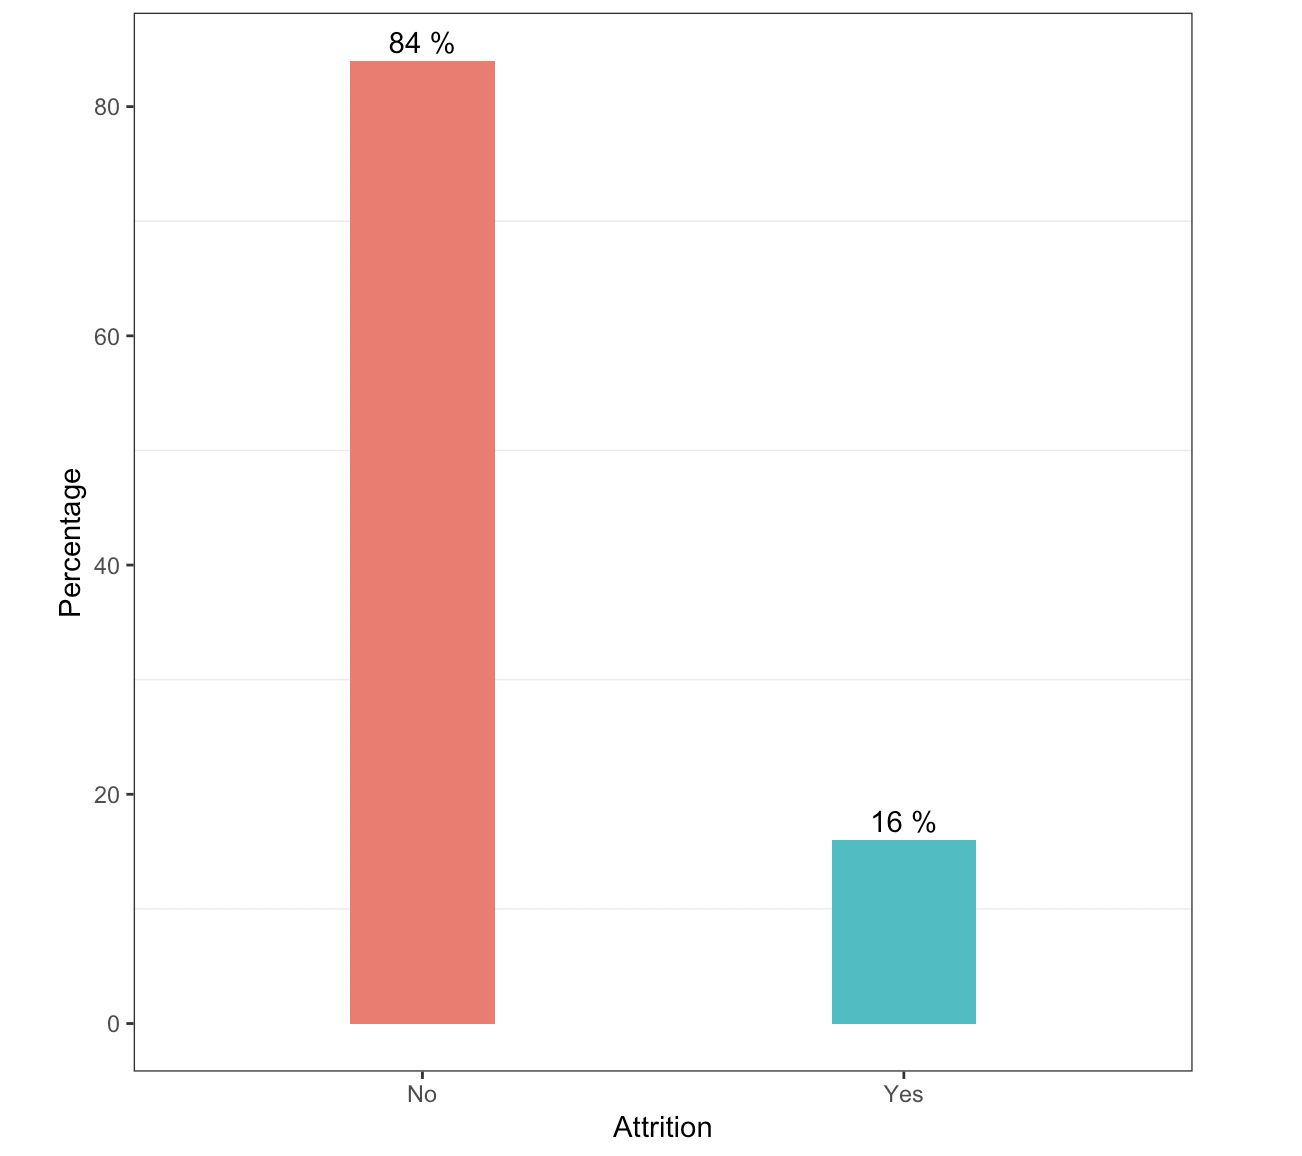 84 %
80
60
40
20
0
Percentage
16 %
No
Yes
Attrition